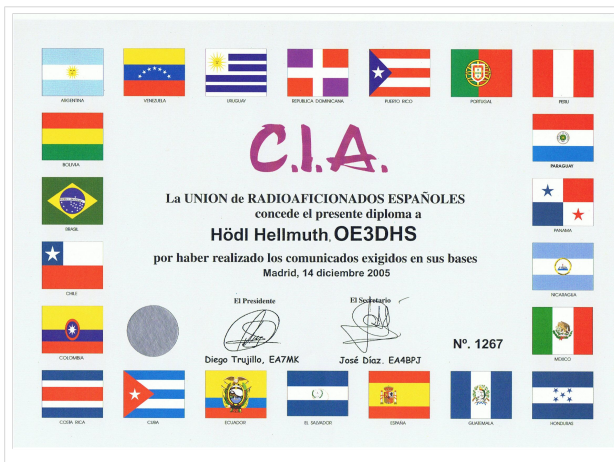 ARGENTINA VENEZUELA URUGUAY REPUBLICA DOMINICANA PUERTO RICO PORTUGAL PERU
BOLIVIA
PARAGUAY
BRASIL
PANAMA
CHILE
NICARAGUA
COLOMBIA
MEXICO
C.I.A.
La UNION de RADIOAFICIONADOS ESPAÑOLES
concede el presente diploma a
Hödl Hellmuth, OE3DHS
por haber realizado los comunicados exigidos en sus bases
Madrid, 14 diciembre 2005
El Presidente El Secretario
Diego Trujillo, EA7MK José Díaz. EA4BPJ
Nº. 1267
COSTA RICA CUBA ECUADOR EL SALVADOR ESPAÑA GUATEMALA HONDURAS